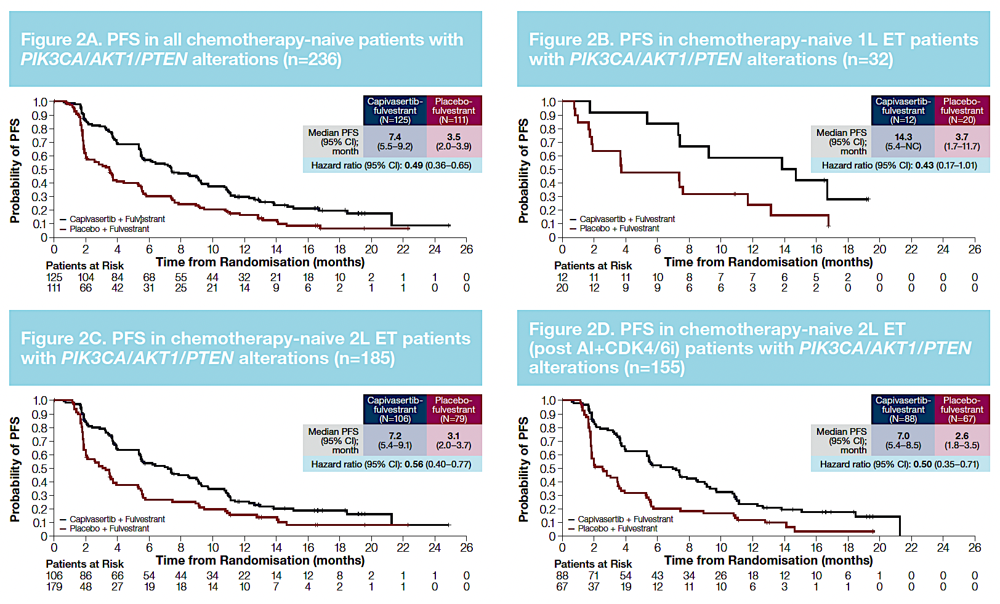 Figure 2A. PFS in all chemotherapy-naive patients with
PIK3CA/AKT1/PTEN alterations (n=236)
Capivasertib-
fulvestrant
(N=125)
Placebo-
fulvestrant
(N=111)
Median PFS
(95% CI);
month
7.4
(5.5–9.2)
3.5
(2.0–3.9)
Hazard ratio (95% CI): 0.49 (0.36–0.65)
Probability of PFS
1.0
0.9
0.8
0.7
0.6
0.5
0.4
0.3
0.2
0.1
0
Capivasertib + Fulvestrant
Placebo + Fulvestrant
0 2 4 6 8 10 12 14 16 18 20 22 24 26
Time from Randomisation (months)
Patients at Risk
125 104 84 68 55 44 32 21 18 10 2 1 1 0
111 66 42 31 25 21 14 9 6 2 1 1 0 0
Figure 2B. PFS in chemotherapy-naive 1L ET patients
with PIK3CA/AKT1/PTEN alterations (n=32)
Capivasertib-
fulvestrant
(N=12)
Placebo-
fulvestrant
(N=20)
Median PFS
(95% CI);
month
14.3
(5.4–NC)
3.7
(1.7–11.7)
Hazard ratio (95% CI): 0.43 (0.17–1.01)
Probability of PFS
1.0
0.9
0.8
0.7
0.6
0.5
0.4
0.3
0.2
0.1
0
Capivasertib + Fulvestrant
Placebo + Fulvestrant
0 2 4 6 8 10 12 14 16 18 20 22 24 26
Time from Randomisation (months)
Patients at Risk
12 11 11 10 8 7 7 6 5 2 0 0 0 0
20 12 9 9 6 6 3 2 2 0 0 0 0 0
Figure 2C. PFS in chemotherapy-naive 2L ET patients
with PIK3CA/AKT1/PTEN alterations (n=185)
Capivasertib-
fulvestrant
(N=106)
Placebo-
fulvestrant
(N=79)
Median PFS
(95% CI);
month
7.2
(5.4–9.1)
3.1
(2.0–3.7)
Hazard ratio (95% CI): 0.56 (0.40–0.77)
Probability of PFS
1.0
0.9
0.8
0.7
0.6
0.5
0.4
0.3
0.2
0.1
0
Capivasertib + Fulvestrant
Placebo + Fulvestrant
0 2 4 6 8 10 12 14 16 18 20 22 24 26
Time from Randomisation (months)
Patients at Risk
106 86 66 54 44 34 22 14 12 8 2 1 1 0
179 48 27 19 18 14 10 7 4 2 1 1 0 0
Figure 2D. PFS in chemotherapy-naive 2L ET
(post AI+CDK4/6i) patients with PIK3CA/AKT1/PTEN
alterations (n=155)
Capivasertib-
fulvestrant
(N=88)
Placebo-
fulvestrant
(N=67)
Median PFS
(95% CI);
month
7.0
(5.4–8.5)
2.6
(1.8–3.5)
Hazard ratio (95% CI): 0.50 (0.35–0.71)
Probability of PFS
1.0
0.9
0.8
0.7
0.6
0.5
0.4
0.3
0.2
0.1
0
Capivasertib + Fulvestrant
Placebo + Fulvestrant
0 2 4 6 8 10 12 14 16 18 20 22 24 26
Time from Randomisation (months)
Patients at Risk
88 71 54 43 34 26 18 12 10 6 1 0 0 0
67 37 19 12 11 10 6 3 1 1 0 0 0 0